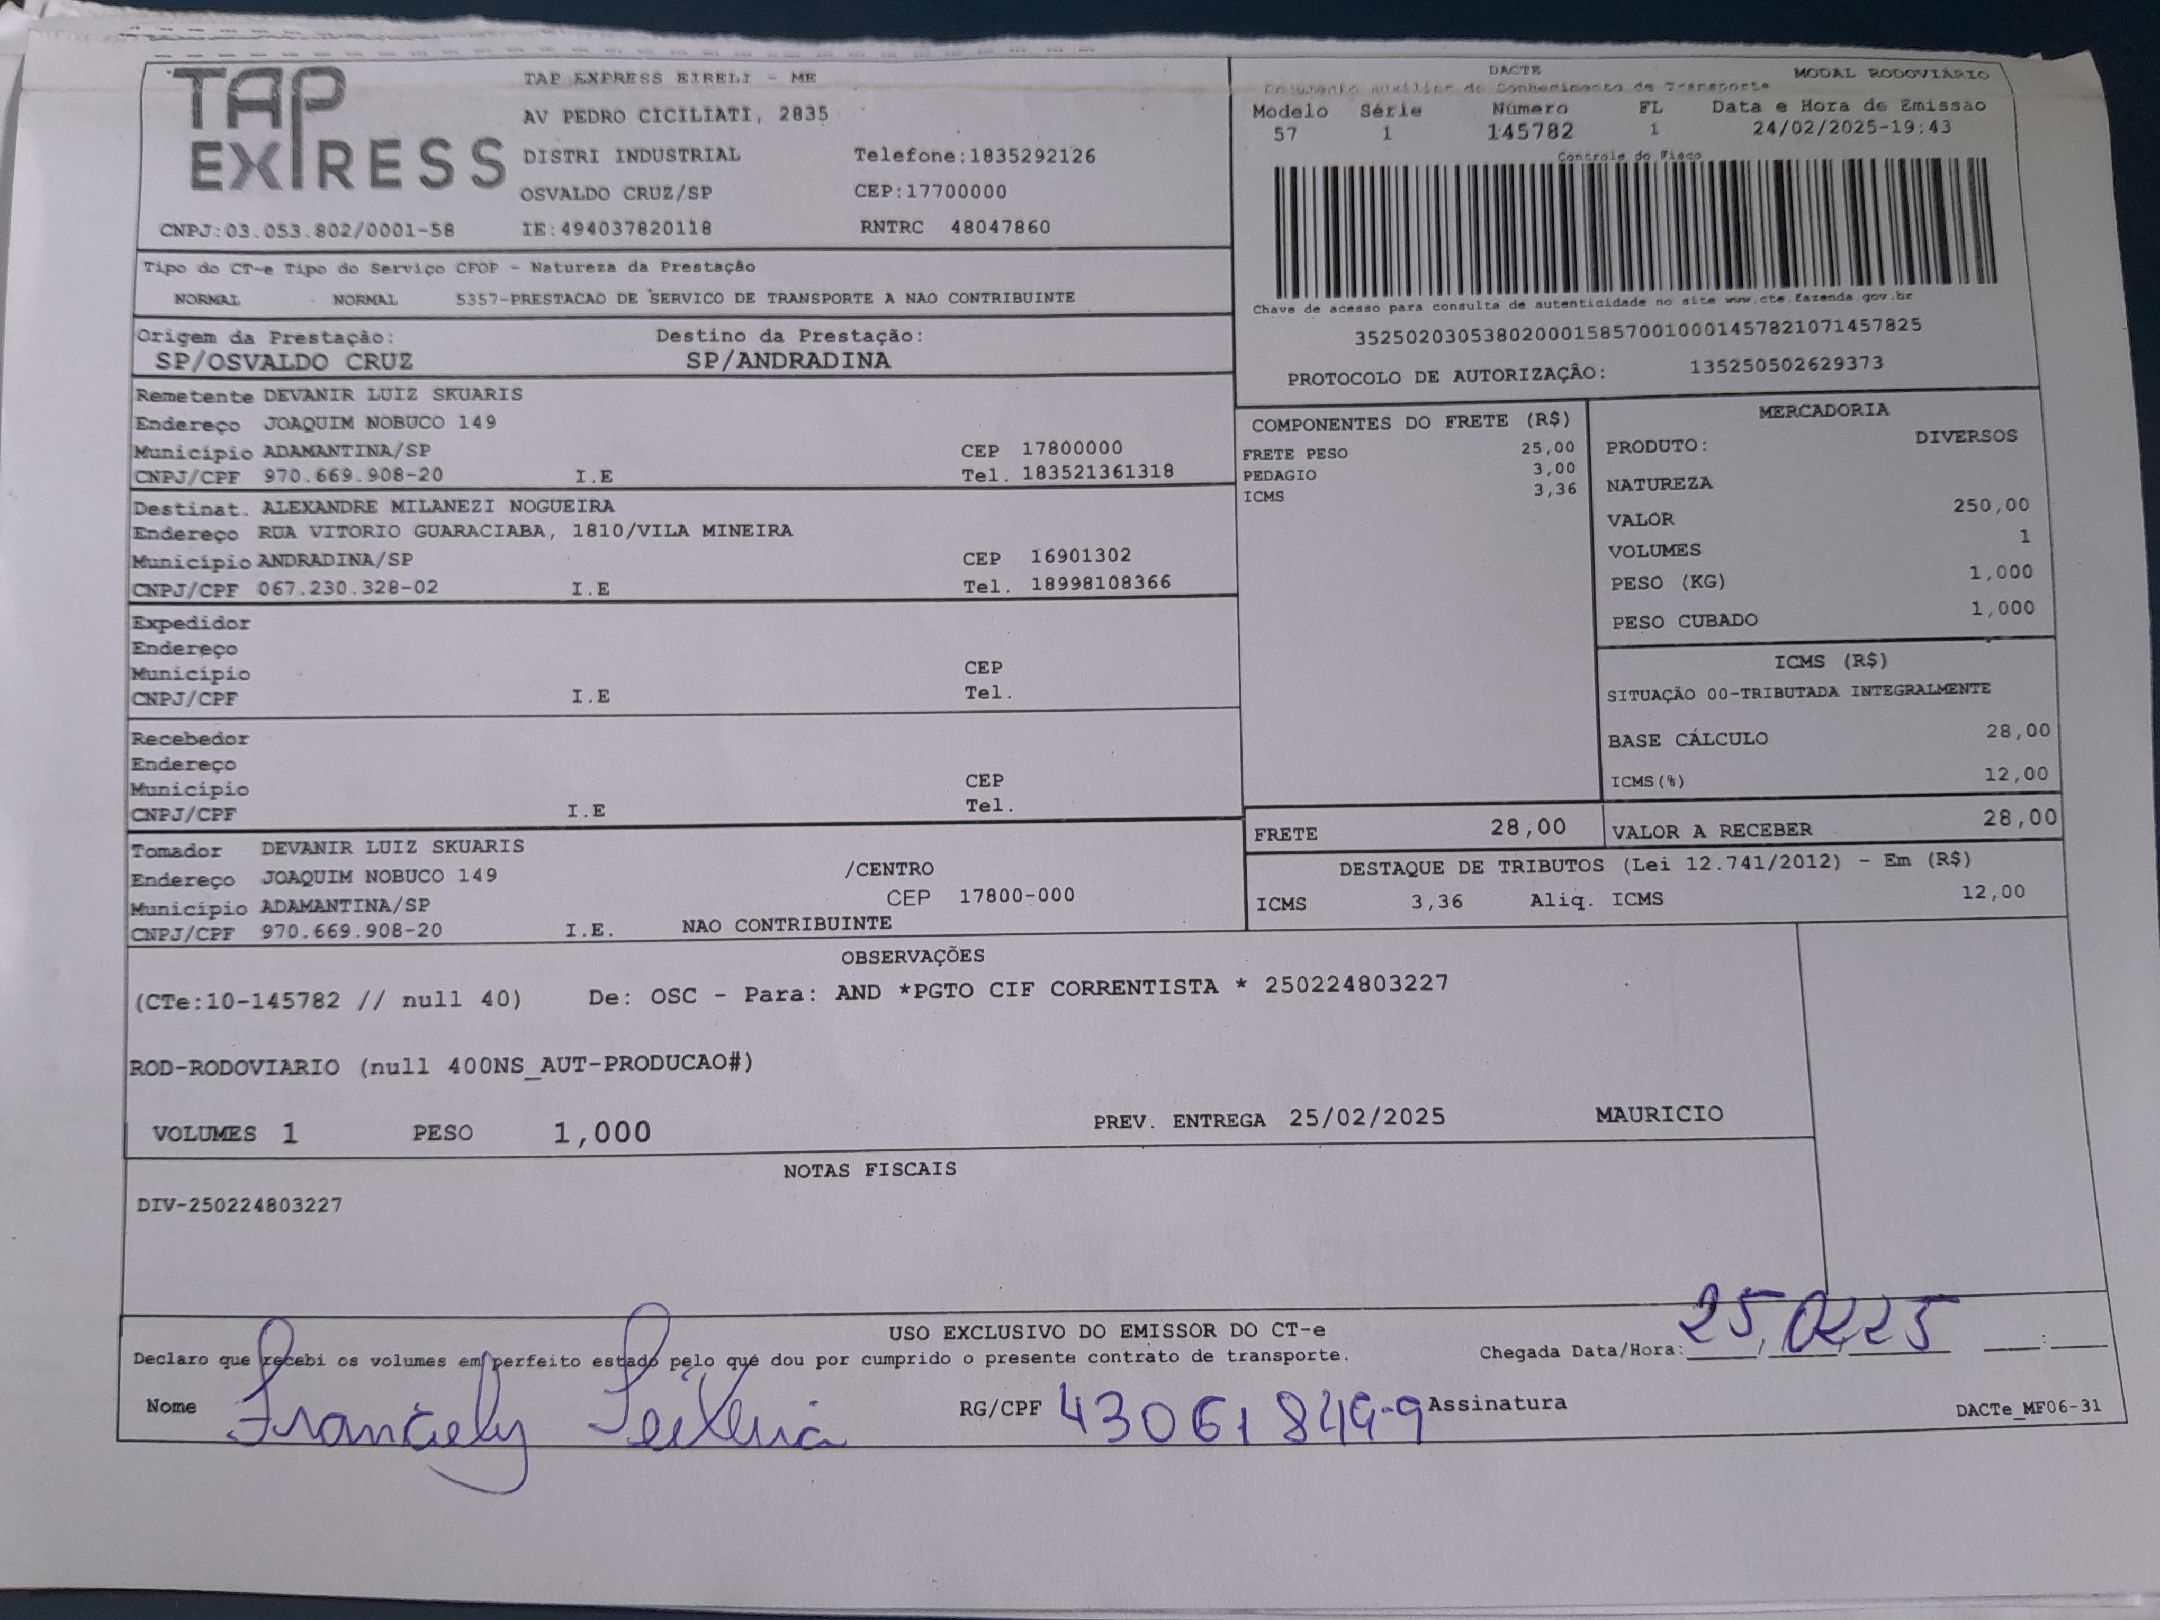 TAP EXPRESS
TAP EXPRESS EIRELI - ME
AV PEDRO CICILIATI, 2835
DISTRI INDUSTRIAL Telefone:1835292126
OSVALDO CRUZ/SP CEP:17700000
CNPJ:03.053.802/0001-58 IE:494037820118 RNTRC 48047860
DACTE MODAL RODOVIÁRIO
Documento auxiliar do Conhecimento de Transporte
Modelo Série Número FL Data e Hora de Emissão
57 1 145782 1 24/02/2025-19:43
Controle do Fisco
Chave de acesso para consulta de autenticidade no site www.cte.fazenda.gov.br
35250203053802000158570010001457821071457825
PROTOCOLO DE AUTORIZAÇÃO: 135250502629373
Tipo do CT-e Tipo do Serviço CFOP - Natureza da Prestação
NORMAL NORMAL 5357-PRESTACAO DE SERVICO DE TRANSPORTE A NAO CONTRIBUINTE
Origem da Prestação: Destino da Prestação:
SP/OSVALDO CRUZ SP/ANDRADINA
Remetente DEVANIR LUIZ SKUARIS
Endereço JOAQUIM NOBUCO 149
Município ADAMANTINA/SP CEP 17800000
CNPJ/CPF 970.669.908-20 I.E Tel. 183521361318
Destinat. ALEXANDRE MILANEZI NOGUEIRA
Endereço RUA VITORIO GUARACIABA, 1810/VILA MINEIRA
Município ANDRADINA/SP CEP 16901302
CNPJ/CPF 067.230.328-02 I.E Tel. 18998108366
Expedidor
Endereço
Município CEP
CNPJ/CPF I.E Tel.
Recebedor
Endereço
Município CEP
CNPJ/CPF I.E Tel.
Tomador DEVANIR LUIZ SKUARIS
Endereço JOAQUIM NOBUCO 149 /CENTRO
Município ADAMANTINA/SP CEP 17800-000
CNPJ/CPF 970.669.908-20 I.E. NAO CONTRIBUINTE
COMPONENTES DO FRETE (R$)
FRETE PESO 25,00
PEDAGIO 3,00
ICMS 3,36
MERCADORIA
PRODUTO: DIVERSOS
NATUREZA
VALOR 250,00
VOLUMES 1
PESO (KG) 1,000
PESO CUBADO 1,000
ICMS (R$)
SITUAÇÃO 00-TRIBUTADA INTEGRALMENTE
BASE CÁLCULO 28,00
ICMS(%) 12,00
FRETE 28,00 VALOR A RECEBER 28,00
DESTAQUE DE TRIBUTOS (Lei 12.741/2012) - Em (R$)
ICMS 3,36 Aliq. ICMS 12,00
OBSERVAÇÕES
(CTe:10-145782 // null 40) De: OSC - Para: AND *PGTO CIF CORRENTISTA * 250224803227
ROD-RODOVIARIO (null 400NS_AUT-PRODUCAO#)
VOLUMES 1 PESO 1,000 PREV. ENTREGA 25/02/2025 MAURICIO
NOTAS FISCAIS
DIV-250224803227
USO EXCLUSIVO DO EMISSOR DO CT-e
Declaro que recebi os volumes em perfeito estado pelo que dou por cumprido o presente contrato de transporte. Chegada Data/Hora: 25/02/25 :
Nome RG/CPF 43061849-9 Assinatura
DACTe_MF06-31